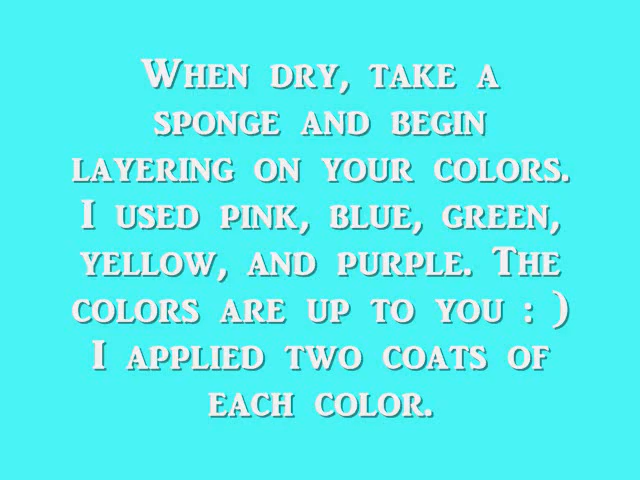 When dry, take a
sponge and begin
layering on your colors.
I used pink, blue, green,
yellow, and purple. The
colors are up to you : )
I applied two coats of
each color.